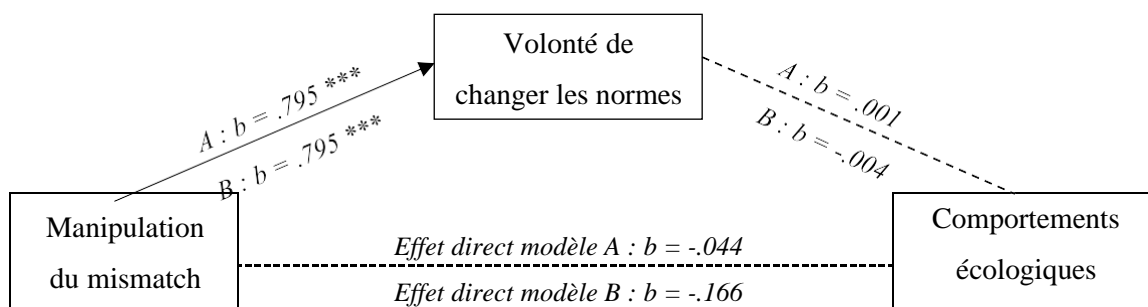 Volonté de
changer les normes
A : b = .795 ***
B : b = .795 ***
A : b = .001
B : b = -.004
Manipulation
du mismatch
Effet direct modèle A : b = -.044
Effet direct modèle B : b = -.166
Comportements
écologiques